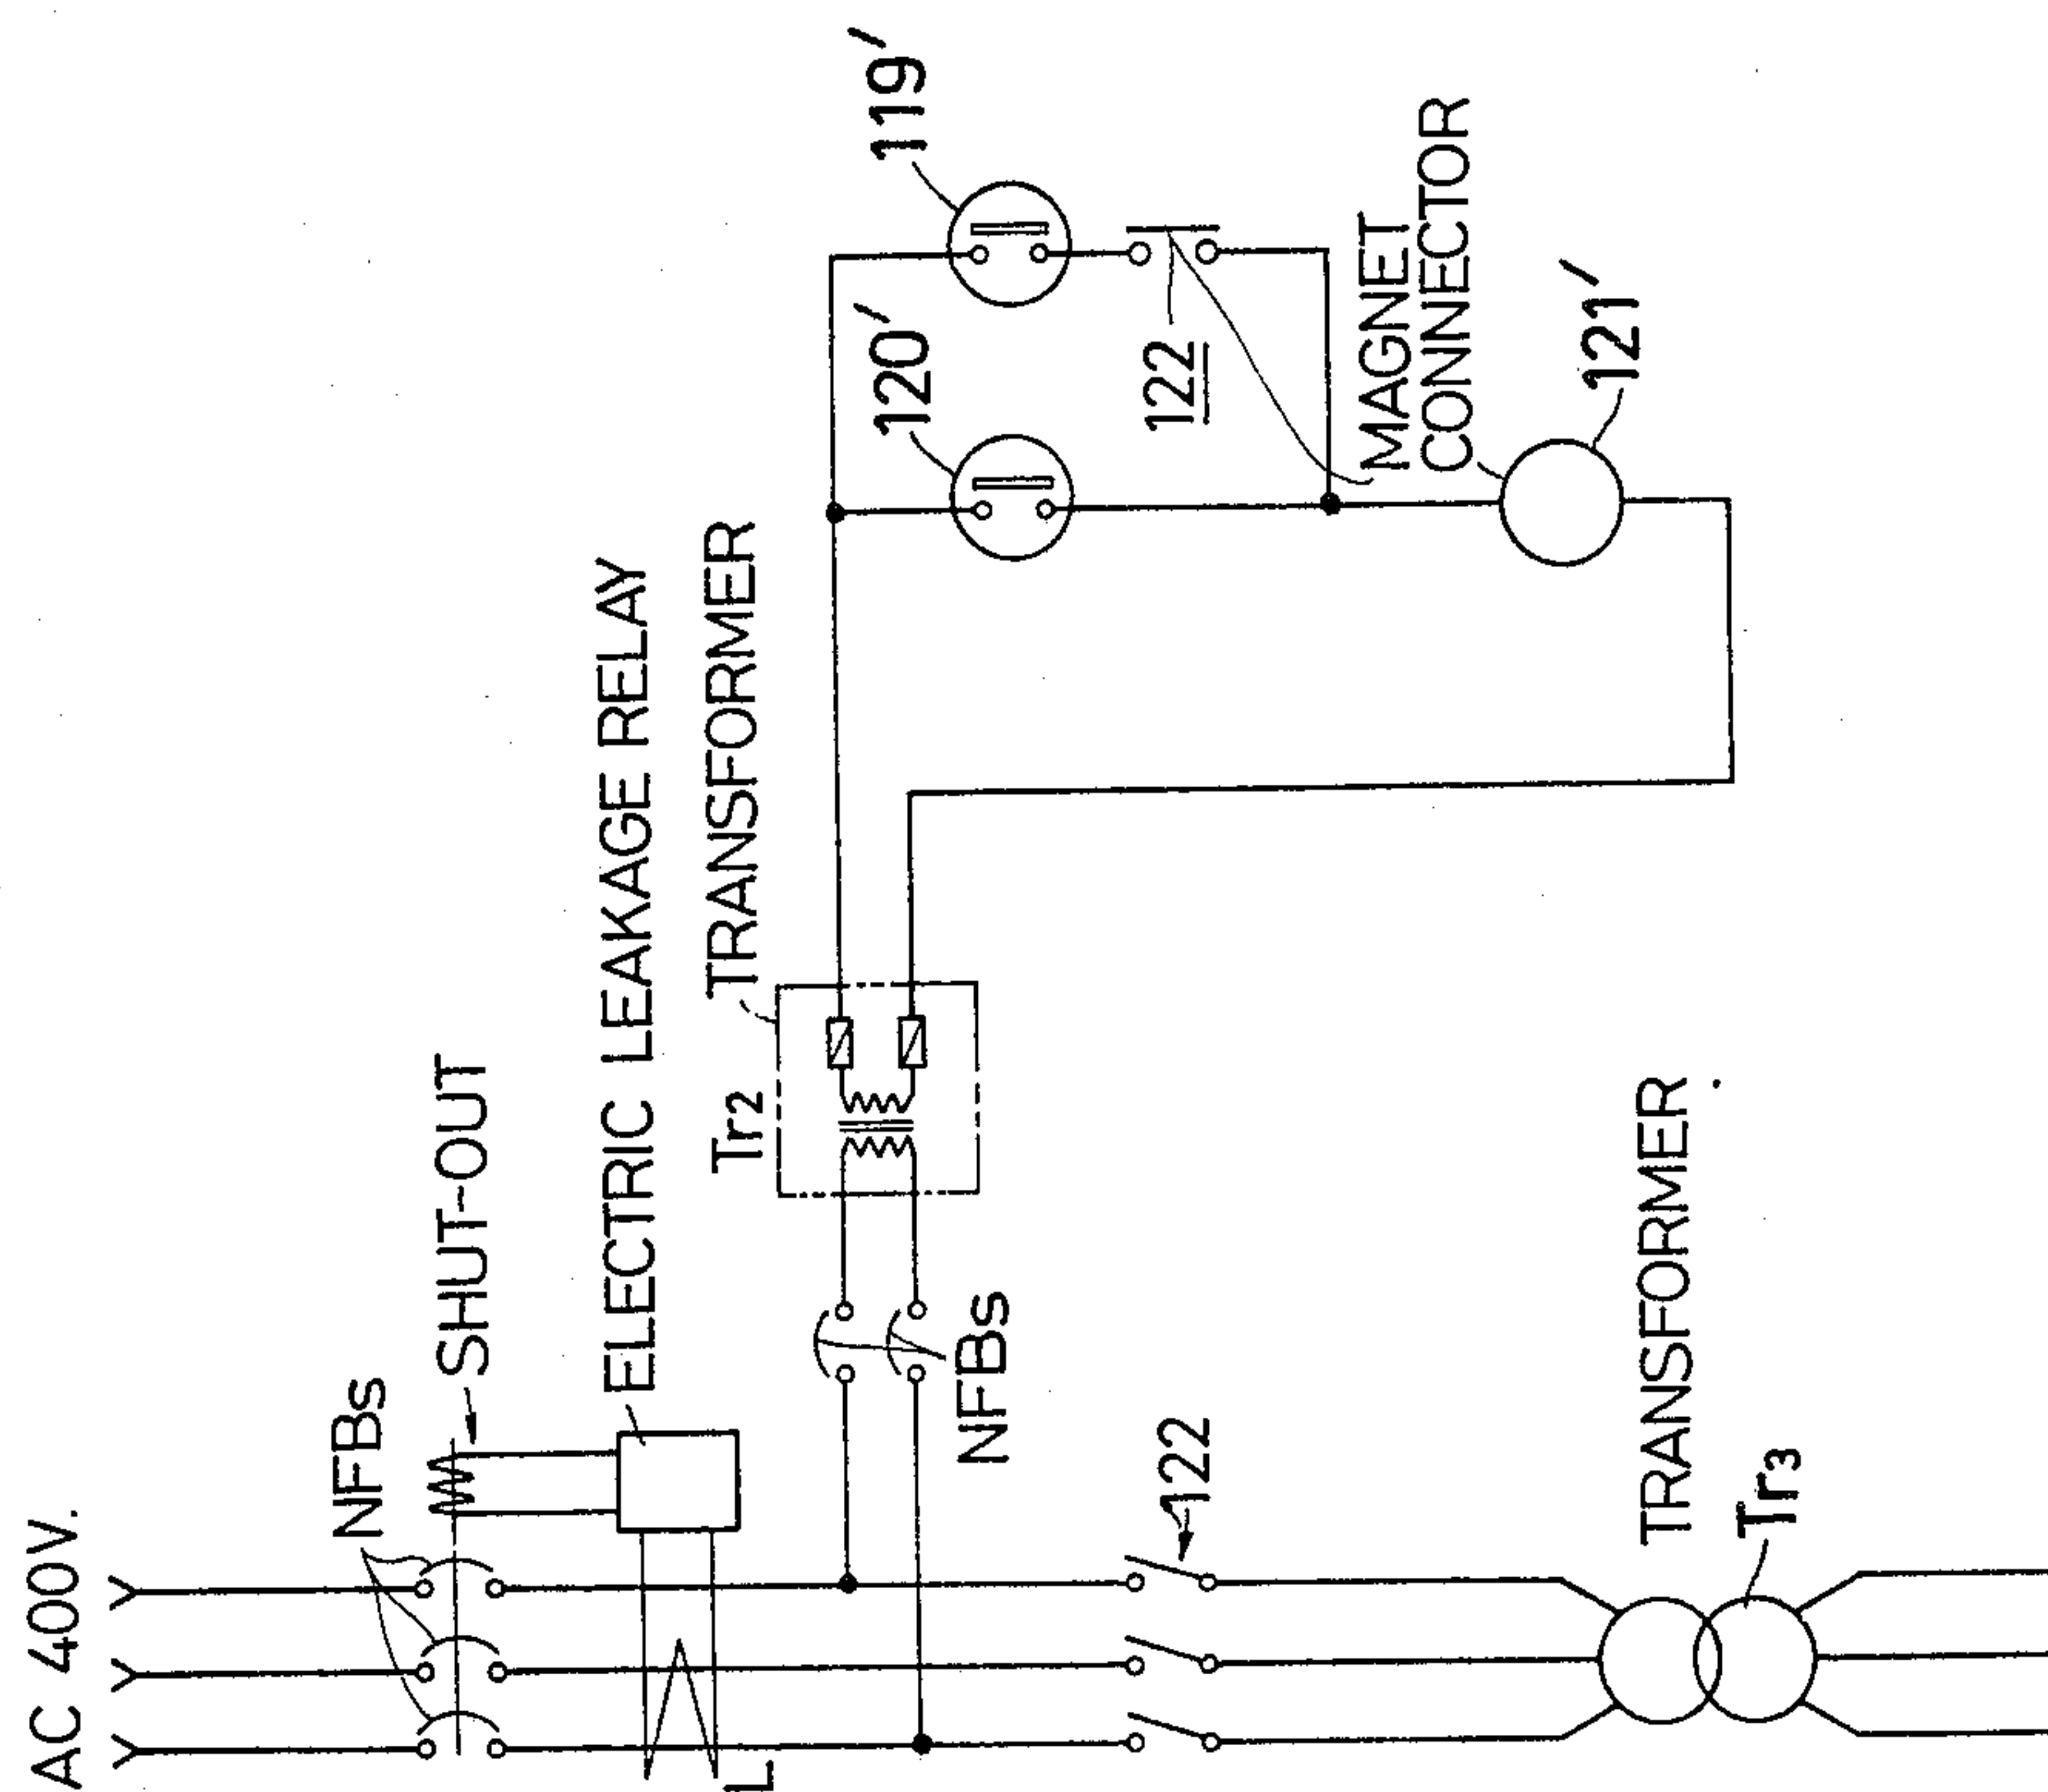 AC 400V.
NFBs
SHUT-OUT
ELECTRIC LEAKAGE RELAY
Tr2
TRANSFORMER
NFBs
120'
119'
122
MAGNET
CONNECTOR
121'
122
TRANSFORMER
Tr3